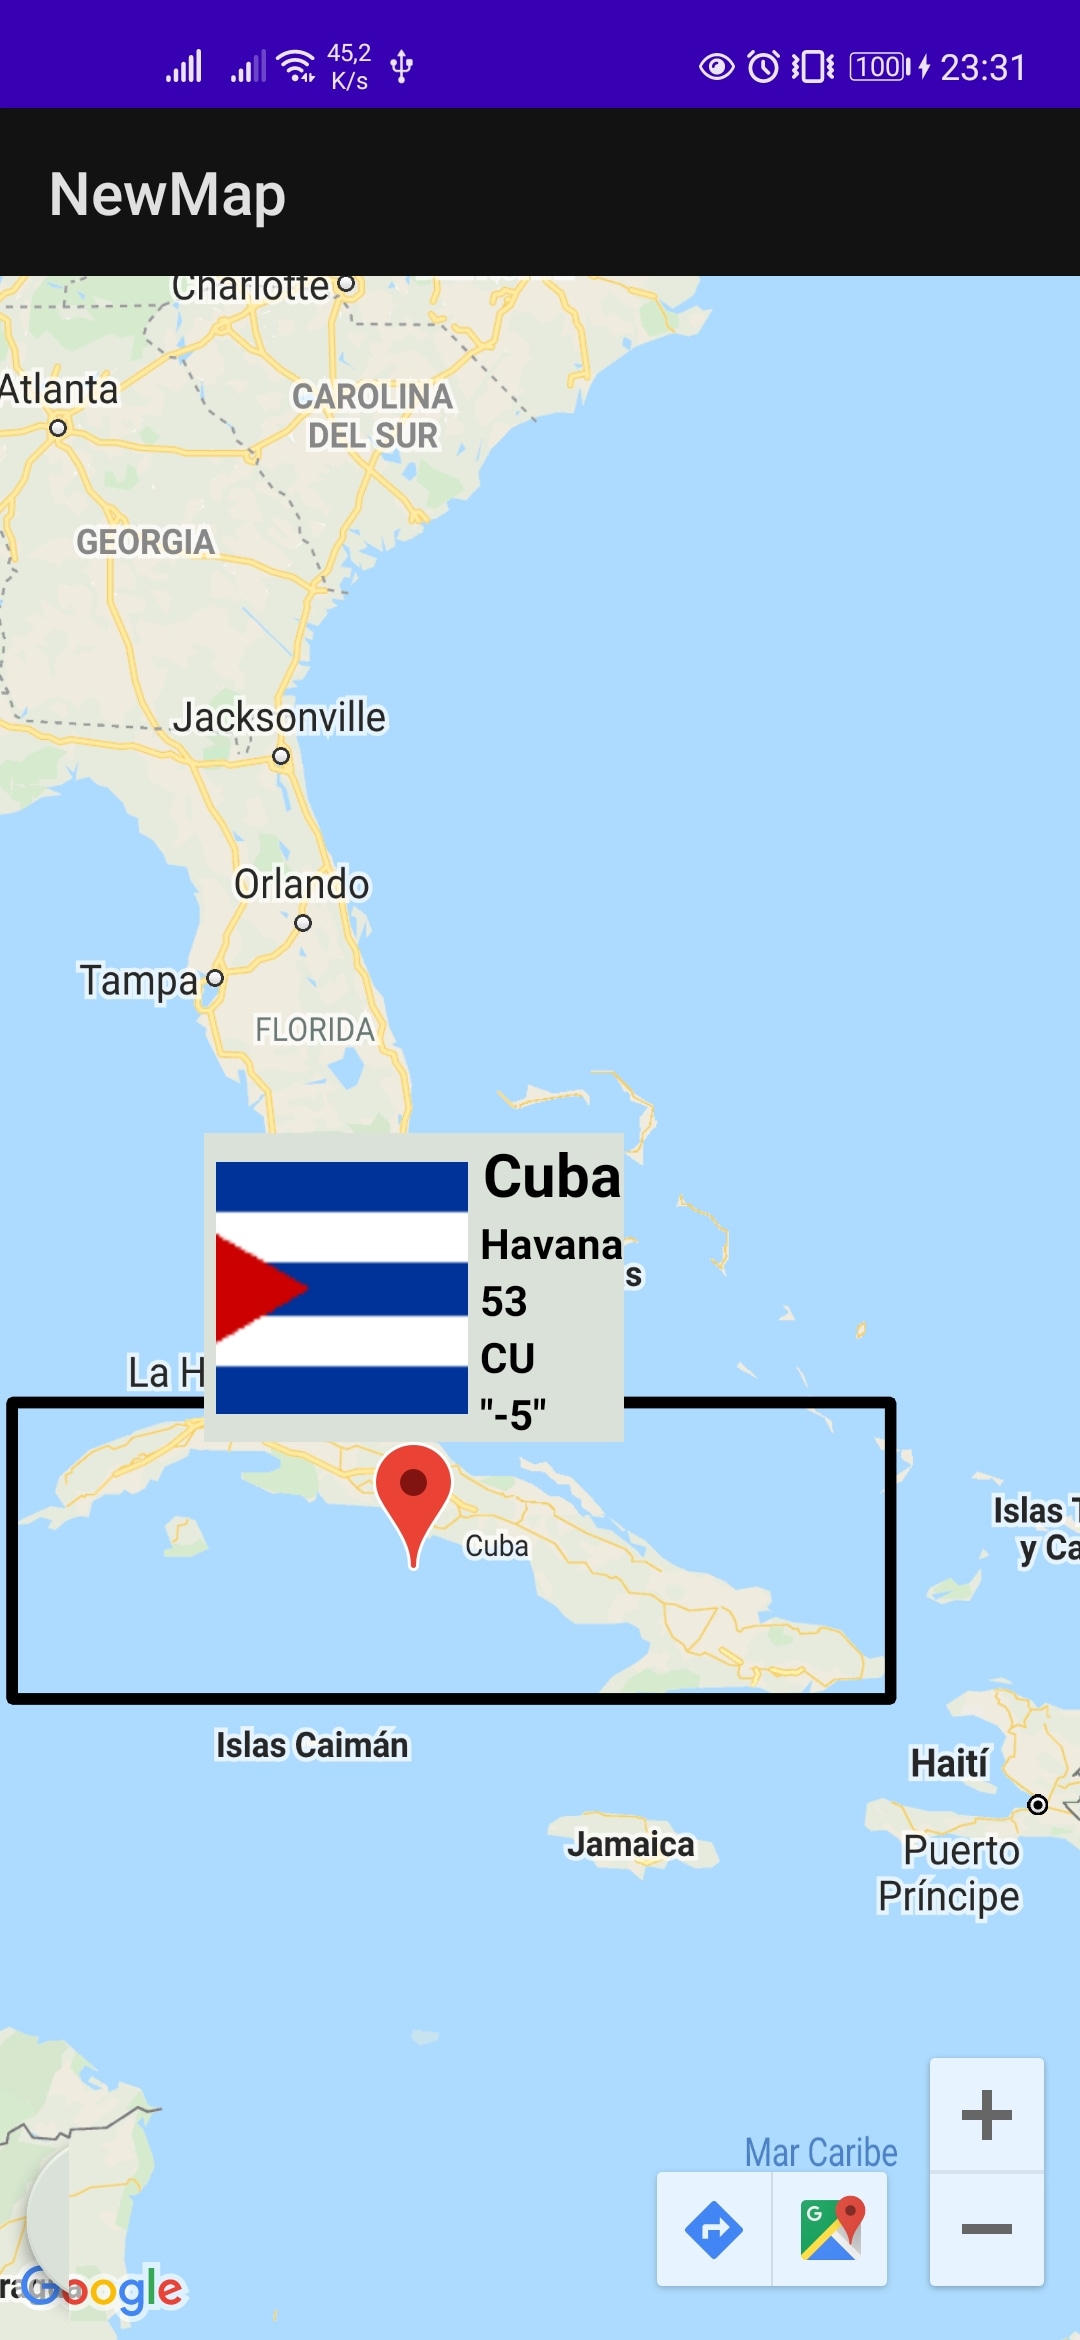 45,2
K/s
100
23:31
NewMap
Charlotte
Atlanta
CAROLINA
DEL SUR
GEORGIA
Jacksonville
Orlando
Tampa
FLORIDA
Cuba
Havana
53
CU
"-5"
s
La H
Cuba
Islas T
y Ca
Islas Caimán
Haití
Jamaica
Puerto
Príncipe
Mar Caribe
G
Google